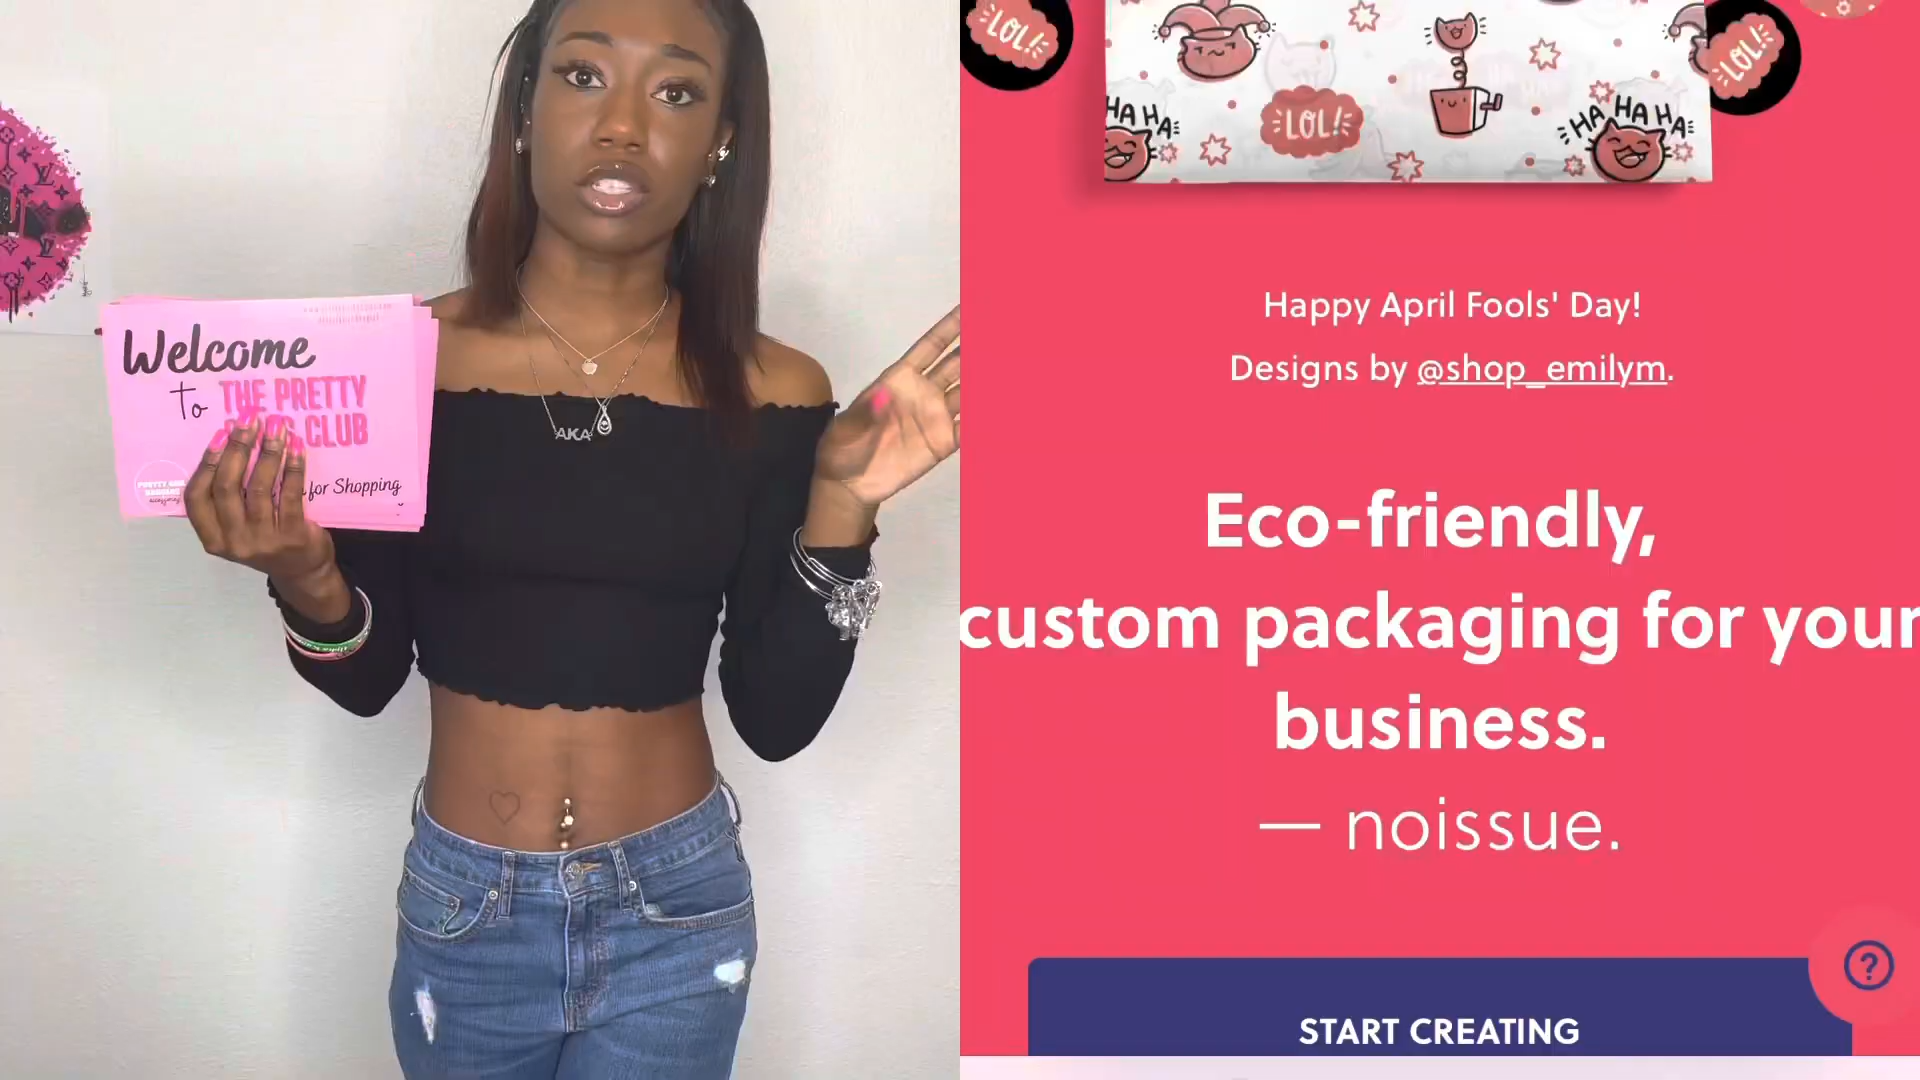 Welcome
To THE PRETTY
CLUB
for Shopping
AKA
LOL!
LOL!
HA HA
LOL!
HA HA HA
Happy April Fools' Day!
Designs by @shop_emilym.
Eco-friendly,
custom packaging for your
business.
— noissue.
?
START CREATING